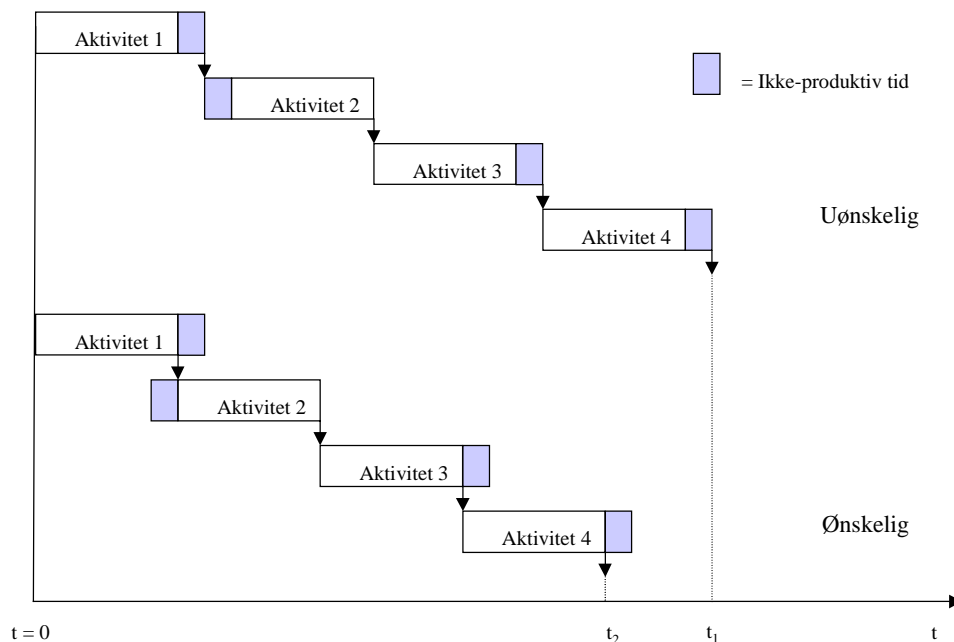 Aktivitet 1
= Ikke-produktiv tid
Aktivitet 2
Aktivitet 3
Uønskelig
Aktivitet 4
Aktivitet 1
Aktivitet 2
Aktivitet 3
Ønskelig
Aktivitet 4
t = 0
t2
t1
t